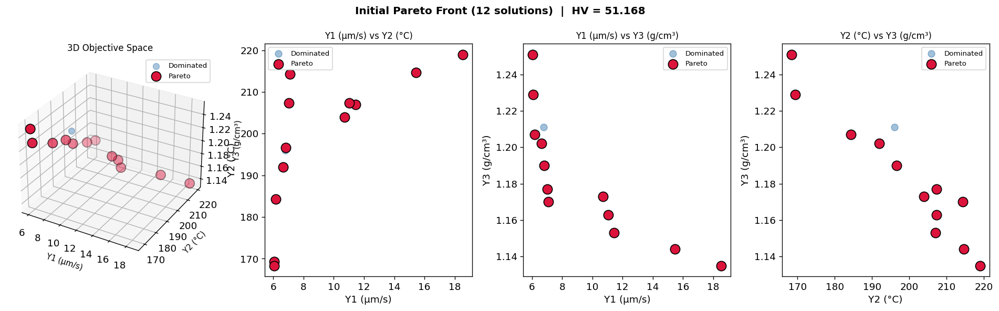 Initial Pareto Front (12 solutions)  |  HV = 51.168
3D Objective Space
Dominated
Pareto
1.24
1.22
1.20
1.18
1.16
1.14
Y3 (g/cm³)
220
210
200
190
180
170
Y2 (°C)
6
8
10
12
14
16
18
Y1 (μm/s)
Y1 (μm/s) vs Y2 (°C)
Dominated
Pareto
220
210
200
190
180
170
Y2 (°C)
6
8
10
12
14
16
18
Y1 (μm/s)
Y1 (μm/s) vs Y3 (g/cm³)
Dominated
Pareto
1.24
1.22
1.20
1.18
1.16
1.14
Y3 (g/cm³)
6
8
10
12
14
16
18
Y1 (μm/s)
Y2 (°C) vs Y3 (g/cm³)
Dominated
Pareto
1.24
1.22
1.20
1.18
1.16
1.14
Y3 (g/cm³)
170
180
190
200
210
220
Y2 (°C)